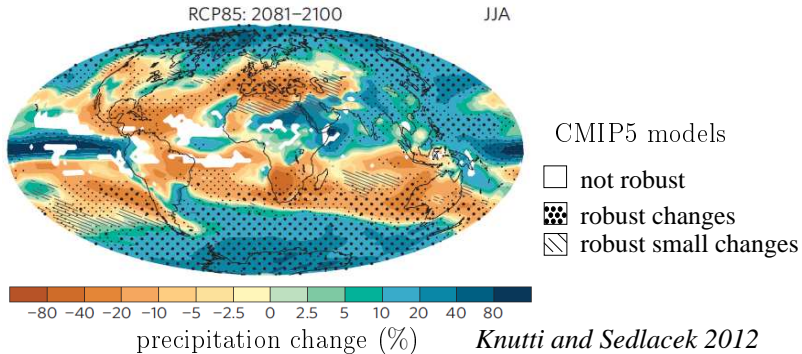 RCP85: 2081–2100 JJA
CMIP5 models
not robust
robust changes
robust small changes
−80 −40 −20 −10 −5 −2.5 0 2.5 5 10 20 40 80
precipitation change (%) Knutti and Sedlacek 2012